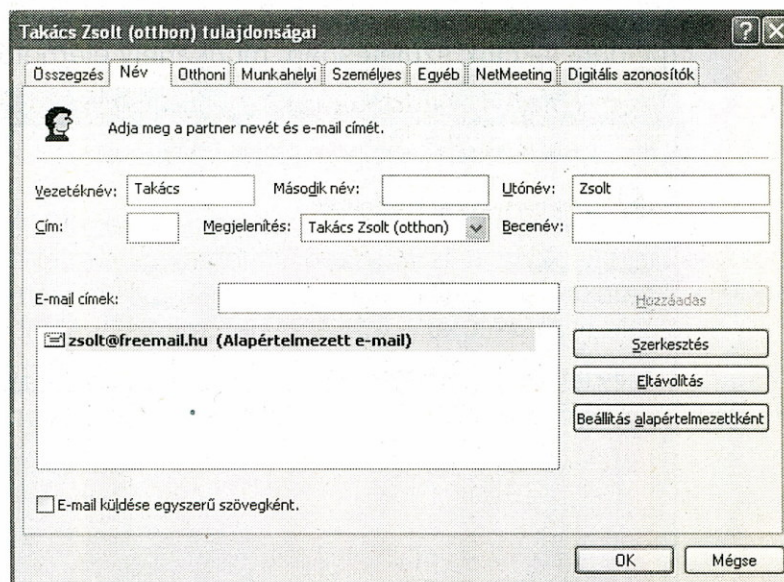 Takács Zsolt (otthon) tulajdonságai
Összegzés Név Otthoni Munkahelyi Személyes Egyéb NetMeeting Digitális azonosítók
Adja meg a partner nevét és e-mail címét.
Vezetéknév: Takács Második név: Utónév: Zsolt
Cím: Megjelenítés: Takács Zsolt (otthon) Becenév:
E-mail címek: Hozzáadás
zsolt@freemail.hu (Alapértelmezett e-mail) Szerkesztés
Eltávolítás
Beállítás alapértelmezettként
E-mail küldése egyszerű szövegként.
OK Mégse